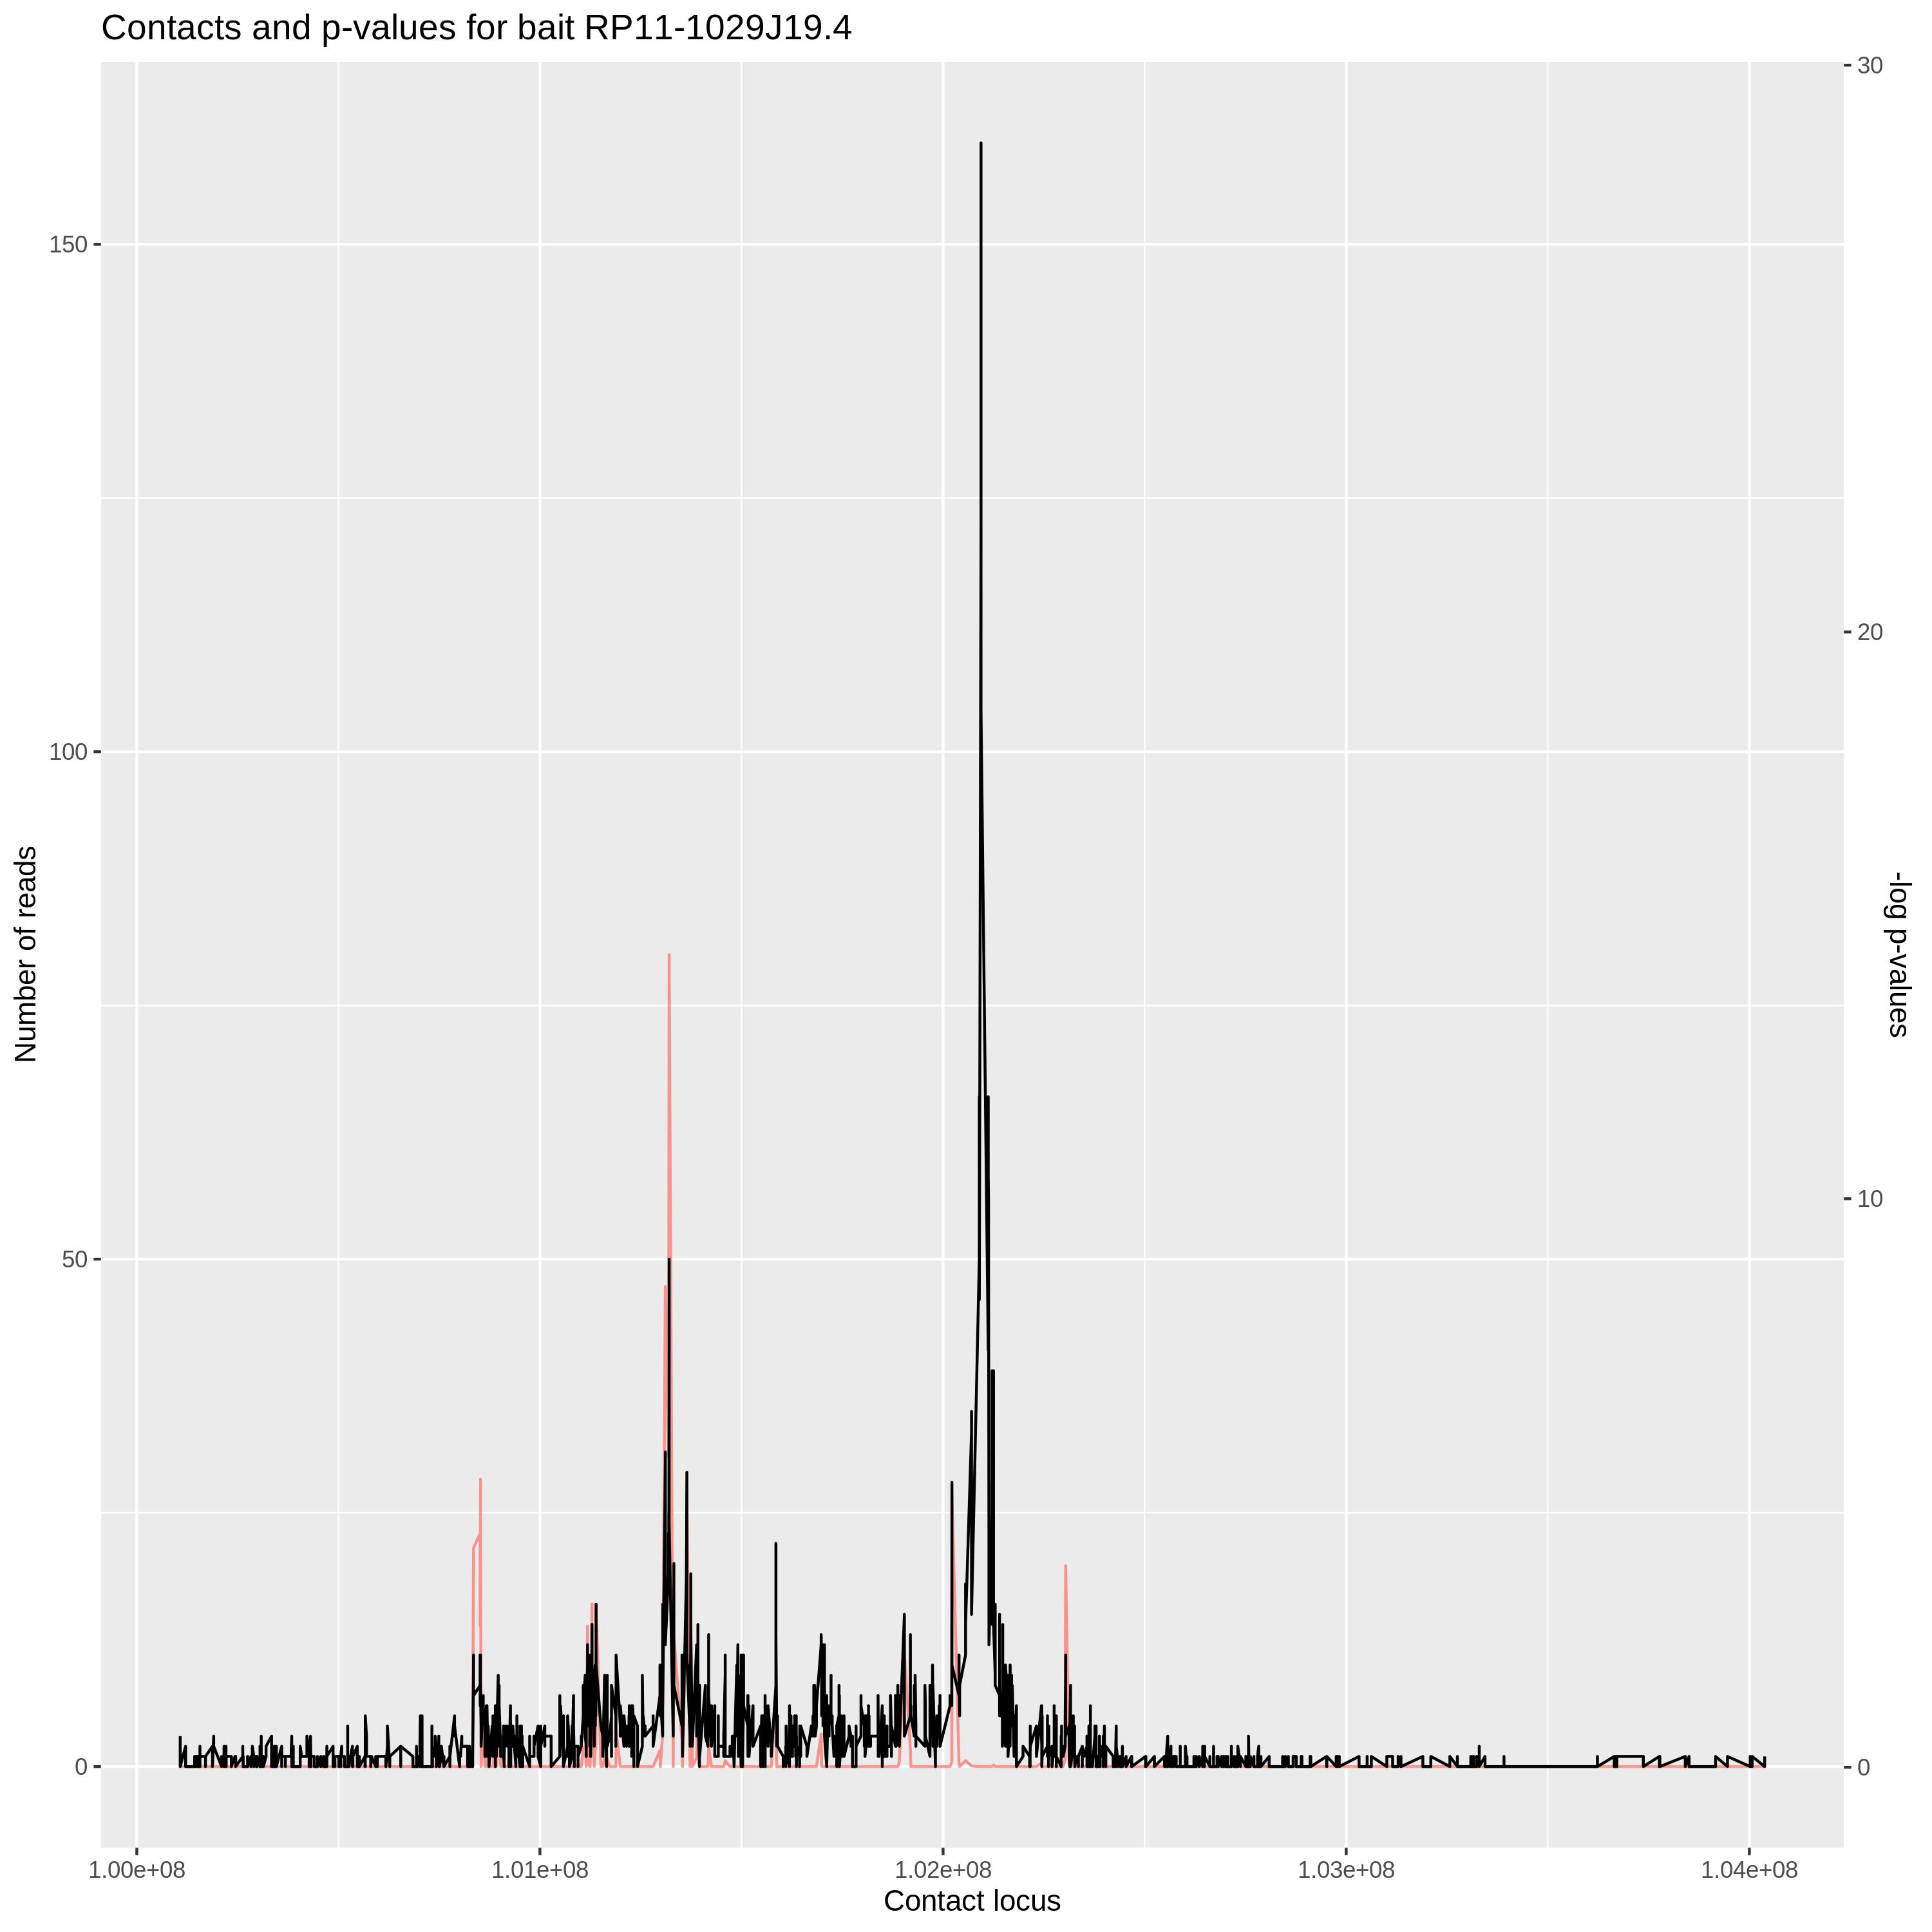 Contacts and p-values for bait RP11-1029J19.4
150
100
50
0
30
20
10
0
Number of reads
-log p-values
1.00e+08
1.01e+08
1.02e+08
1.03e+08
1.04e+08
Contact locus